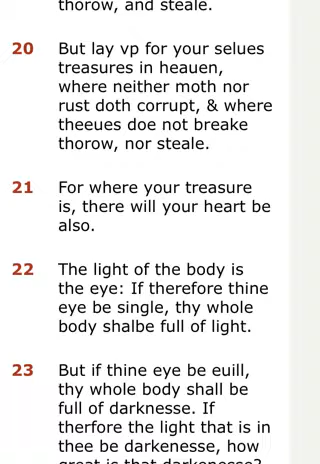 thorow, and steale.
20 But lay vp for your selues
treasures in heauen,
where neither moth nor
rust doth corrupt, & where
theeues doe not breake
thorow, nor steale.
21 For where your treasure
is, there will your heart be
also.
22 The light of the body is
the eye: If therefore thine
eye be single, thy whole
body shalbe full of light.
23 But if thine eye be euill,
thy whole body shall be
full of darknesse. If
therfore the light that is in
thee be darkenesse, how
great is that darkenesse?